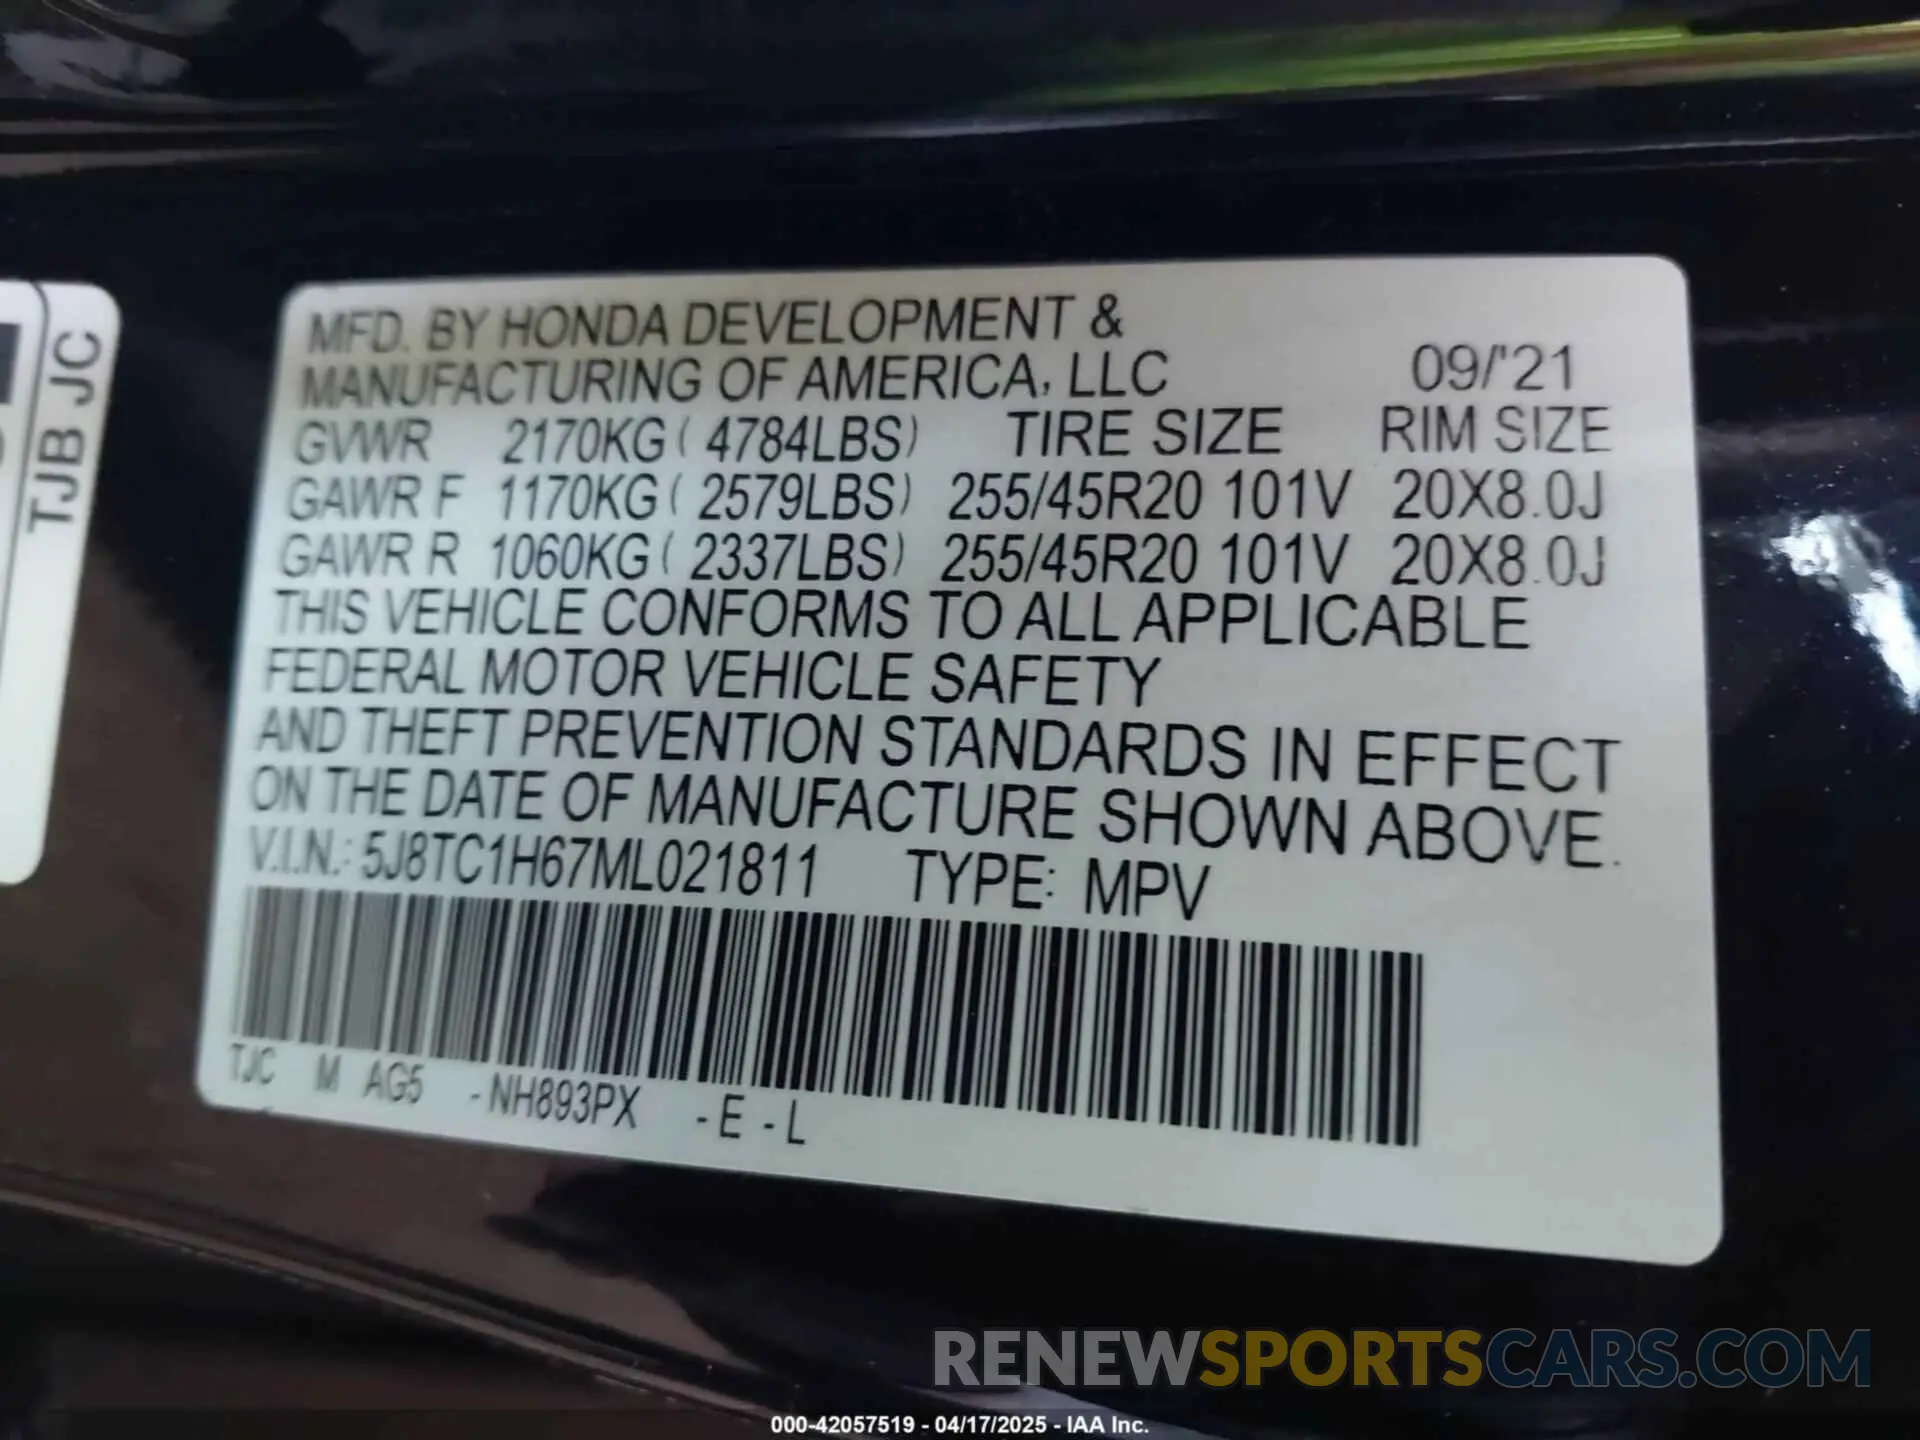 TJB JC
MFD. BY HONDA DEVELOPMENT &
MANUFACTURING OF AMERICA, LLC 09/'21
GVWR 2170KG ( 4784LBS) TIRE SIZE RIM SIZE
GAWR F 1170KG ( 2579LBS) 255/45R20 101V 20X8.0J
GAWR R 1060KG ( 2337LBS) 255/45R20 101V 20X8.0J
THIS VEHICLE CONFORMS TO ALL APPLICABLE
FEDERAL MOTOR VEHICLE SAFETY
AND THEFT PREVENTION STANDARDS IN EFFECT
ON THE DATE OF MANUFACTURE SHOWN ABOVE.
V.I.N.: 5J8TC1H67ML021811 TYPE: MPV
TJC M AG5 -NH893PX -E-L
RENEWSPORTSCARS.COM
000-42057519 - 04/17/2025 - IAA Inc.